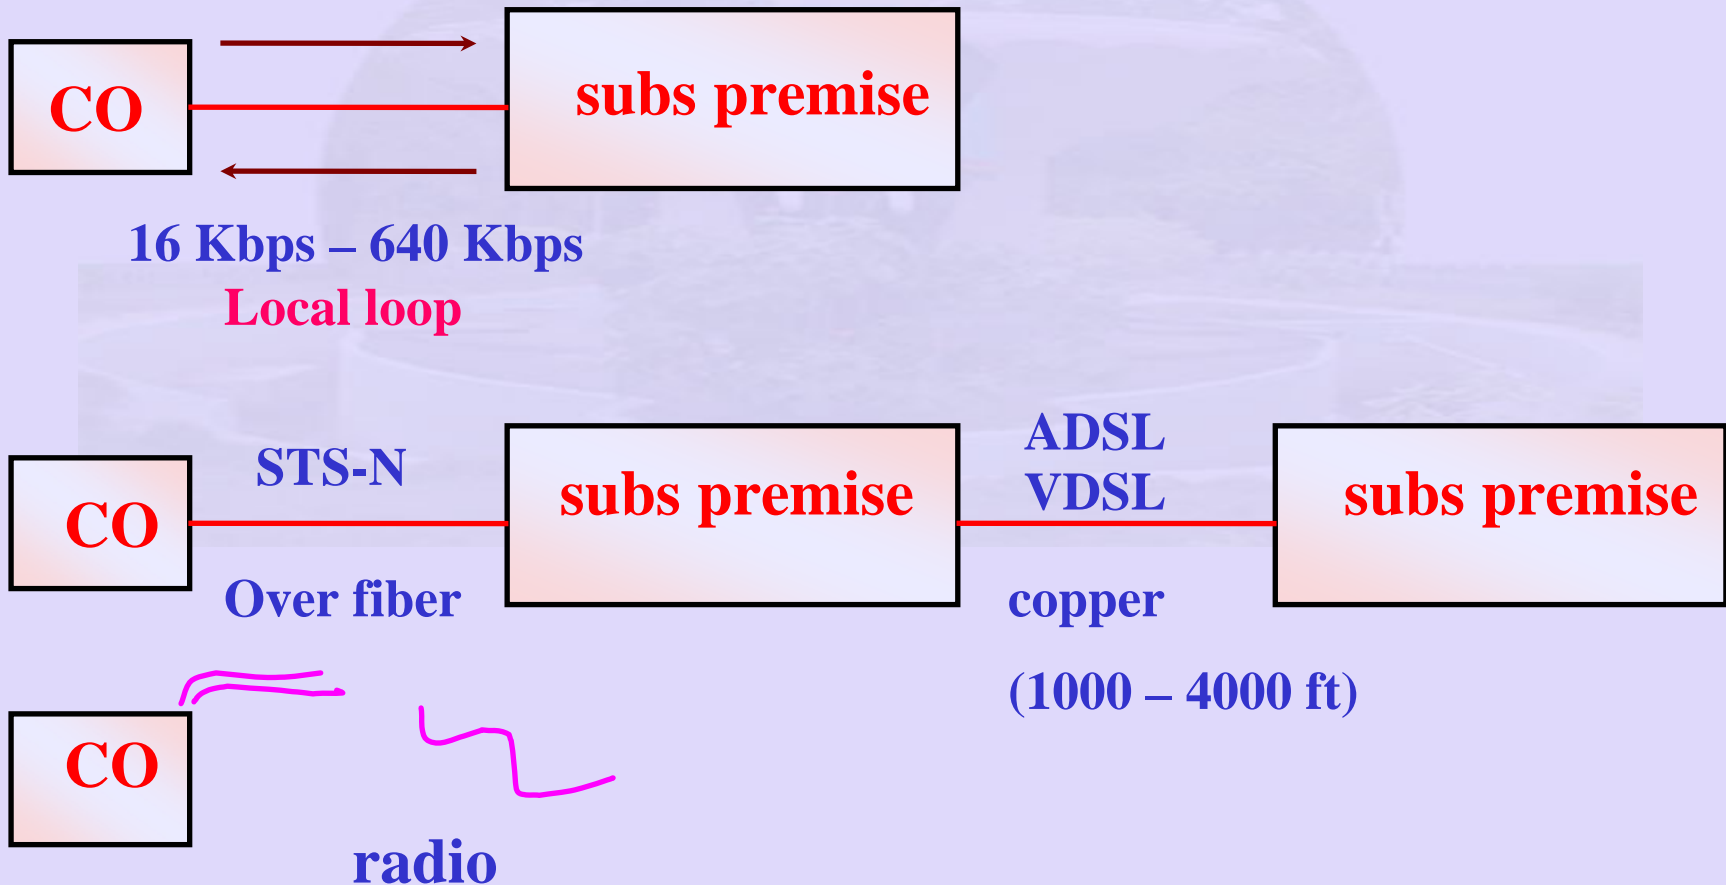 CO
subs premise
16 Kbps – 640 Kbps
Local loop
CO
STS-N
Over fiber
subs premise
ADSL
VDSL
copper
(1000 – 4000 ft)
subs premise
CO
radio